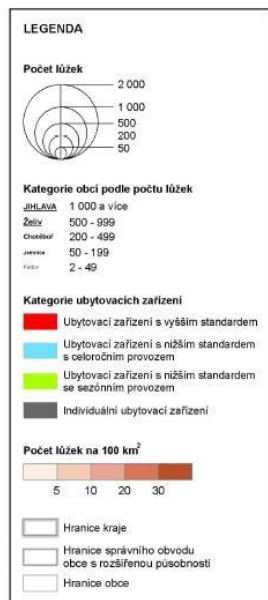 LEGENDA
Počet lůžek
2 000
1 000
500
200
50
Kategorie obcí podle počtu lůžek
JIHLAVA 1 000 a více
Želiv 500 - 999
Chotěboř 200 - 499
Jemnice 50 - 199
2 - 49
Kategorie ubytovacích zařízení
Ubytovací zařízení s vyšším standardem
Ubytovací zařízení s nižším standardem
s celoročním provozem
Ubytovací zařízení s nižším standardem
se sezónním provozem
Individuální ubytovací zařízení
Počet lůžek na 100 km²
5 10 20 30
Hranice kraje
Hranice správního obvodu
obce s rozšířenou působností
Hranice obce